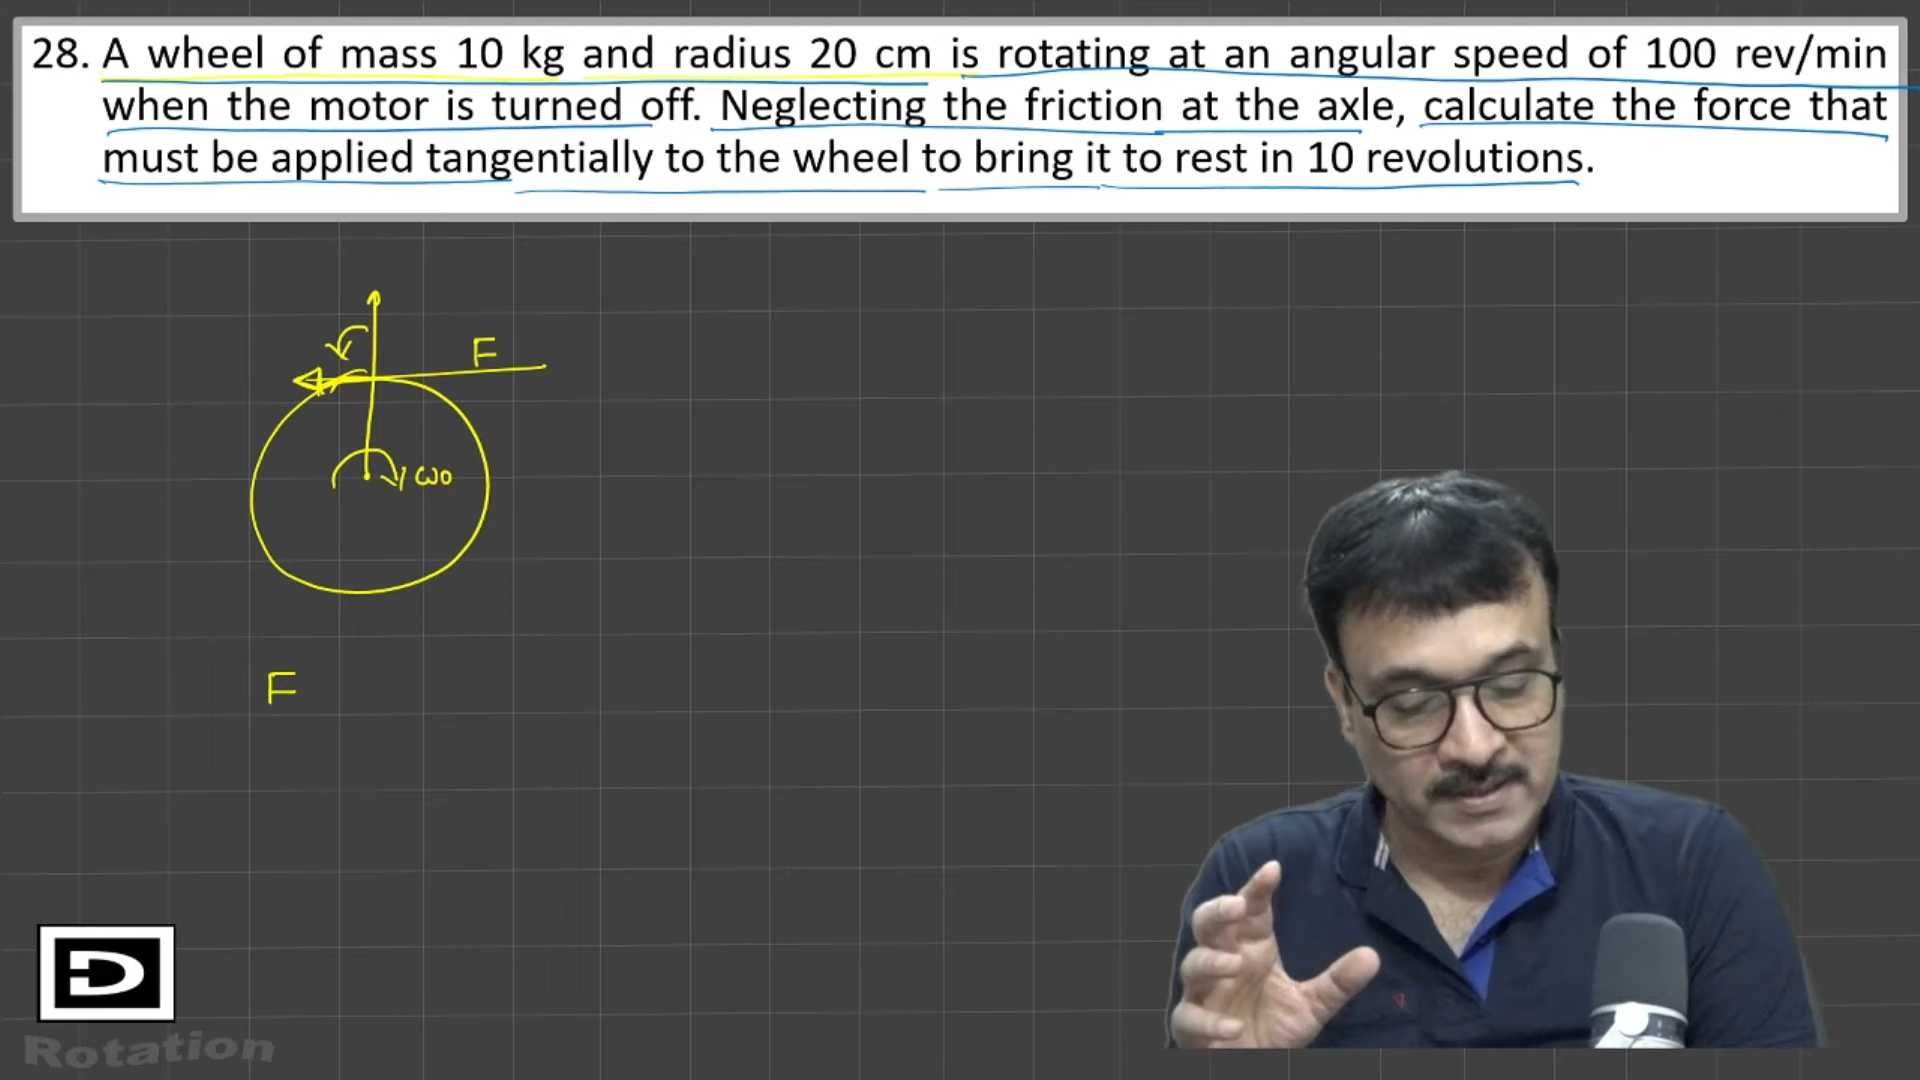 28. A wheel of mass 10 kg and radius 20 cm is rotating at an angular speed of 100 rev/min
when the motor is turned off. Neglecting the friction at the axle, calculate the force that
must be applied tangentially to the wheel to bring it to rest in 10 revolutions.
F
ω0
F
D
Rotation